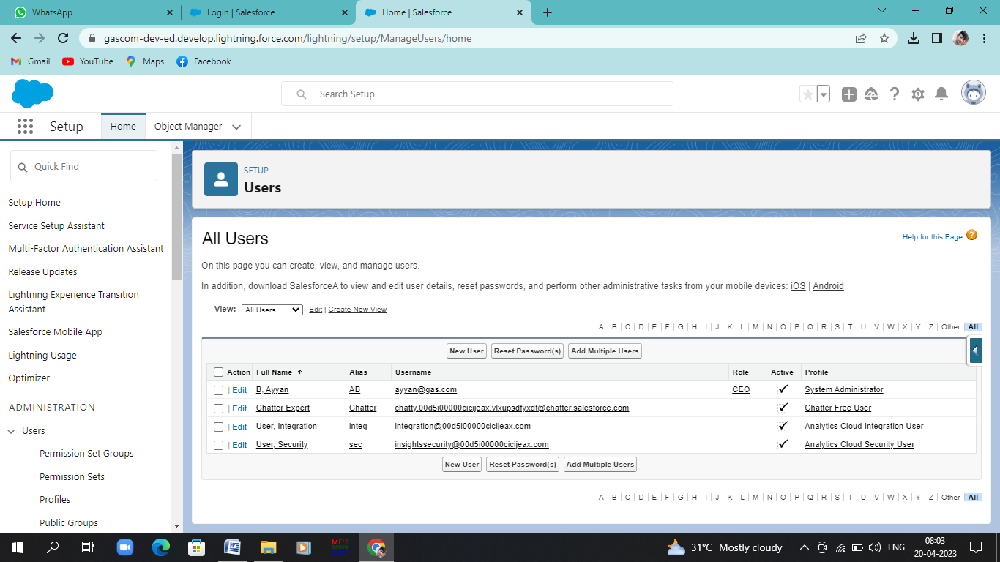 WhatsApp
Login | Salesforce
Home | Salesforce
gascom-dev-ed.develop.lightning.force.com/lightning/setup/ManageUsers/home
Gmail YouTube Maps Facebook
Search Setup
Setup Home Object Manager
Quick Find
Setup Home
Service Setup Assistant
Multi-Factor Authentication Assistant
Release Updates
Lightning Experience Transition
Assistant
Salesforce Mobile App
Lightning Usage
Optimizer
ADMINISTRATION
Users
Permission Set Groups
Permission Sets
Profiles
Public Groups
SETUP
Users
All Users
Help for this Page
On this page you can create, view, and manage users.
In addition, download SalesforceA to view and edit user details, reset passwords, and perform other administrative tasks from your mobile devices: iOS | Android
View: All Users Edit | Create New View
A | B | C | D | E | F | G | H | I | J | K | L | M | N | O | P | Q | R | S | T | U | V | W | X | Y | Z | Other All
New User Reset Password(s) Add Multiple Users
Action Full Name ↑ Alias Username Role Active Profile
| Edit B, Ayyan AB ayyan@gas.com CEO ✓ System Administrator
| Edit Chatter Expert Chatter chatty.00d5i00000cicijeax.vlxupsdfyxdt@chatter.salesforce.com ✓ Chatter Free User
| Edit User, Integration integ integration@00d5i00000cicijeax.com ✓ Analytics Cloud Integration User
| Edit User, Security sec insightssecurity@00d5i00000cicijeax.com ✓ Analytics Cloud Security User
New User Reset Password(s) Add Multiple Users
A | B | C | D | E | F | G | H | I | J | K | L | M | N | O | P | Q | R | S | T | U | V | W | X | Y | Z | Other All
MP3
31°C Mostly cloudy
ENG
08:03
20-04-2023